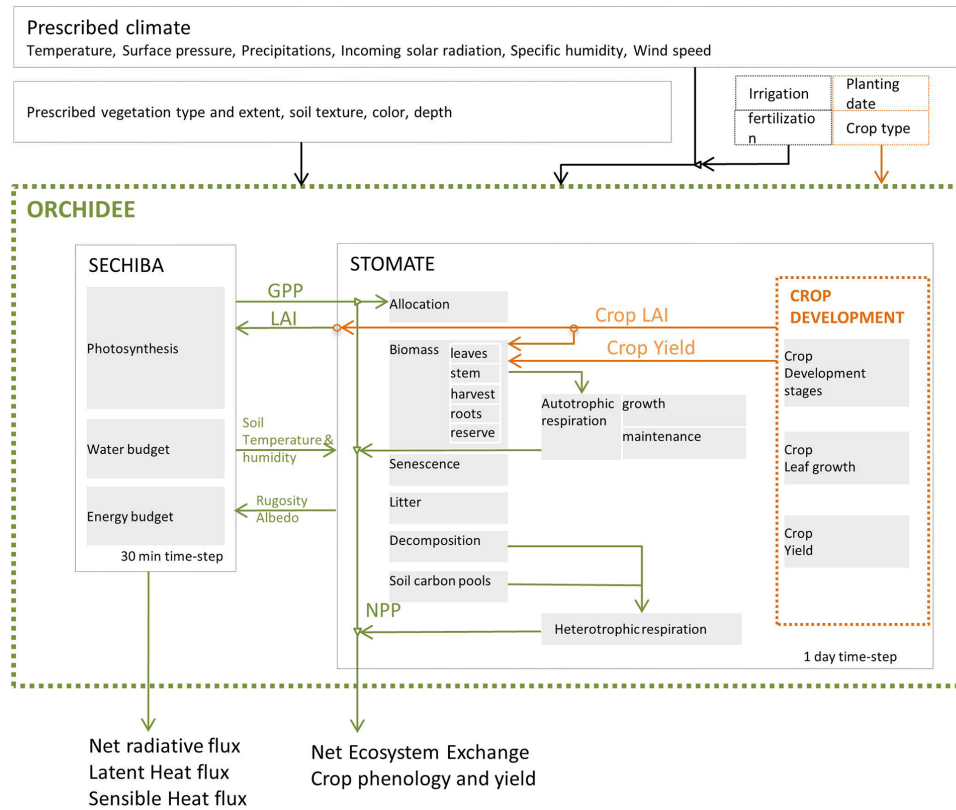 Prescribed climate
Temperature, Surface pressure, Precipitations, Incoming solar radiation, Specific humidity, Wind speed
Prescribed vegetation type and extent, soil texture, color, depth
Irrigation
Planting
date
fertilizatio
n
Crop type
ORCHIDEE
SECHIBA
Photosynthesis
Water budget
Energy budget
30 min time-step
GPP
LAI
Soil
Temperature &
humidity
Rugosity
Albedo
STOMATE
Allocation
Biomass
leaves
stem
harvest
roots
reserve
Senescence
Litter
Decomposition
Soil carbon pools
NPP
Crop LAI
Crop Yield
Autotrophic
respiration
growth
maintenance
Heterotrophic respiration
CROP
DEVELOPMENT
Crop
Development
stages
Crop
Leaf growth
Crop
Yield
1 day time-step
Net radiative flux
Latent Heat flux
Sensible Heat flux
Net Ecosystem Exchange
Crop phenology and yield